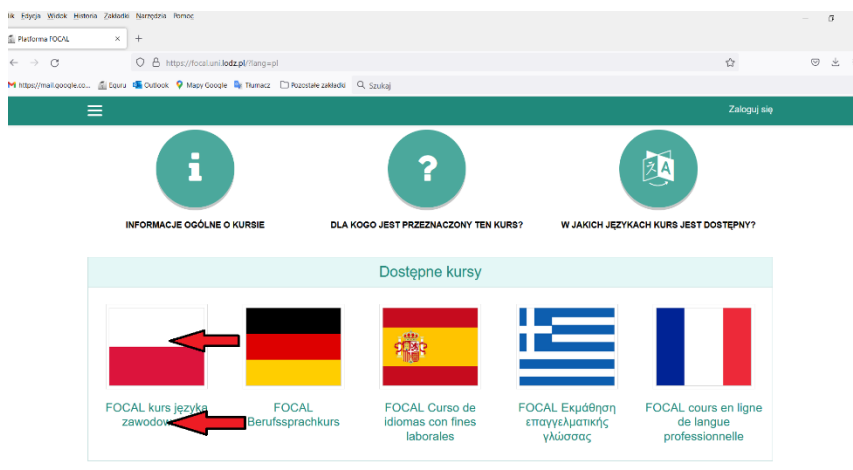 ik Edycja Widok Historia Zakładki Narzędzia Pomoc
Platforma FOCAL × +
https://focal.uni.lodz.pl/?lang=pl
https://mail.google.co... Eguru Outlook Mapy Google Tłumacz Pozostałe zakładki Szukaj
Zaloguj się
INFORMACJE OGÓLNE O KURSIE
DLA KOGO JEST PRZEZNACZONY TEN KURS?
W JAKICH JĘZYKACH KURS JEST DOSTĘPNY?
Dostępne kursy
FOCAL kurs języka
zawodow
FOCAL
Berufssprachkurs
FOCAL Curso de
idiomas con fines
laborales
FOCAL Εκμάθηση
επαγγελματικής
γλώσσας
FOCAL cours en ligne
de langue
professionnelle